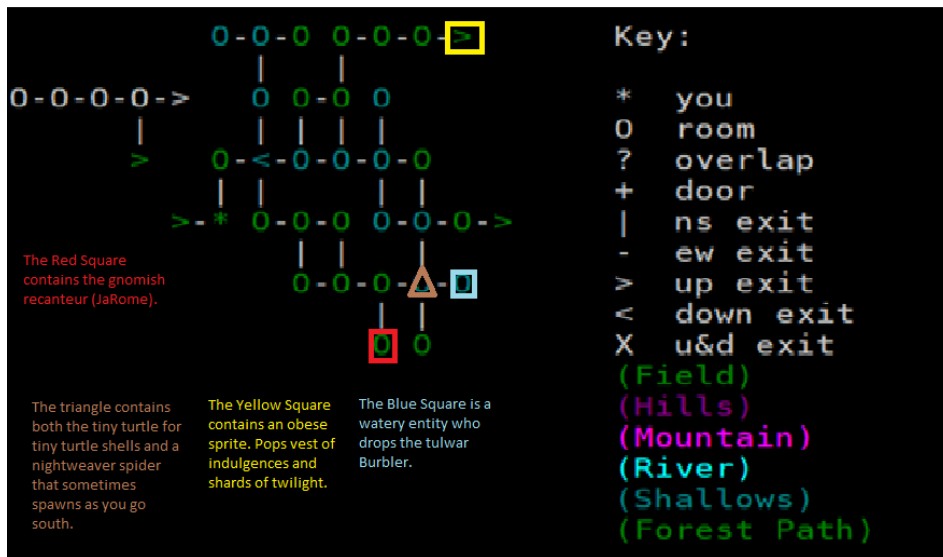 O-O-O O-O-O->
| |
O-O-O-O-> O O-O O
| | | | |
> O-<-O-O-O-O
| | | |
>-* O-O-O O-O-O->
| | |
O-O-O-O-O
| |
O O
The Red Square
contains the gnomish
recanteur (JaRome).
The triangle contains
both the tiny turtle for
tiny turtle shells and a
nightweaver spider
that sometimes
spawns as you go
south.
The Yellow Square
contains an obese
sprite. Pops vest of
indulgences and
shards of twilight.
The Blue Square is a
watery entity who
drops the tulwar
Burbler.
Key:
* you
O room
? overlap
+ door
| ns exit
- ew exit
> up exit
< down exit
X u&d exit
(Field)
(Hills)
(Mountain)
(River)
(Shallows)
(Forest Path)